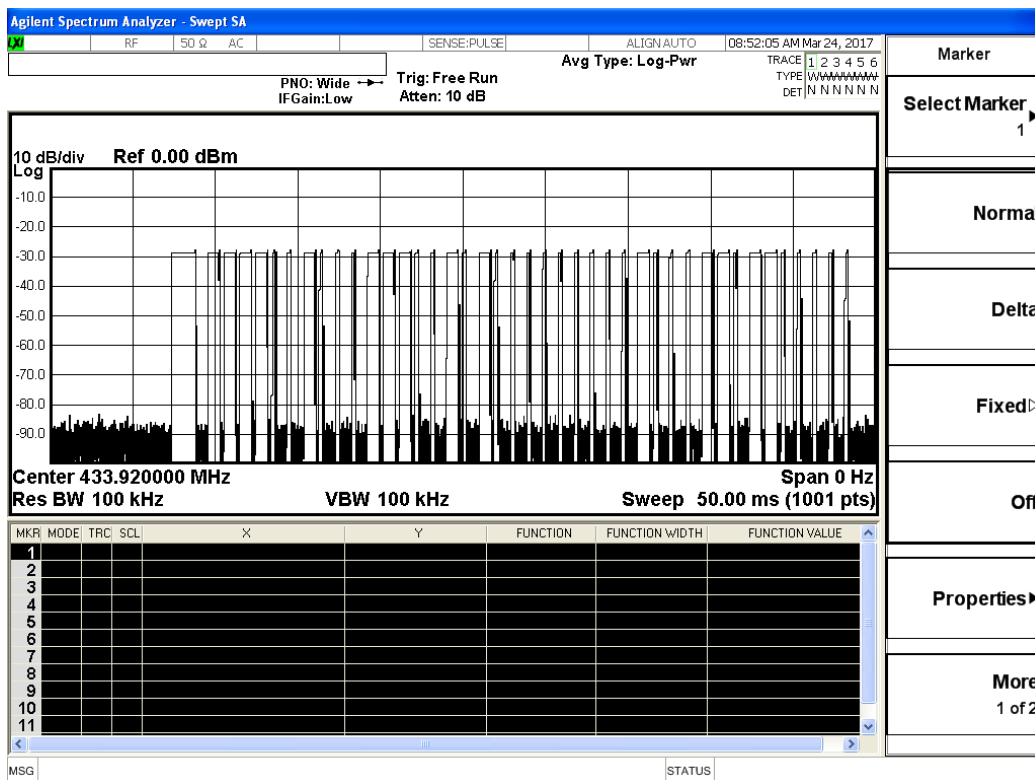 Agilent Spectrum Analyzer - Swept SA
LXI RF 50 Ω AC SENSE:PULSE ALIGN AUTO 08:52:05 AM Mar 24, 2017
PNO: Wide
IFGain:Low
Trig: Free Run
Atten: 10 dB
Avg Type: Log-Pwr
TRACE 1 2 3 4 5 6
TYPE
DET N N N N N N
10 dB/div Ref 0.00 dBm
Log
-10.0
-20.0
-30.0
-40.0
-50.0
-60.0
-70.0
-80.0
-90.0
Center 433.920000 MHz Span 0 Hz
Res BW 100 kHz VBW 100 kHz Sweep 50.00 ms (1001 pts)
MKR MODE TRC SCL X Y FUNCTION FUNCTION WIDTH FUNCTION VALUE
1
2
3
4
5
6
7
8
9
10
11
MSG STATUS
Marker
Select Marker
1
Norma
Delta
Fixed
Off
Properties
More
1 of 2